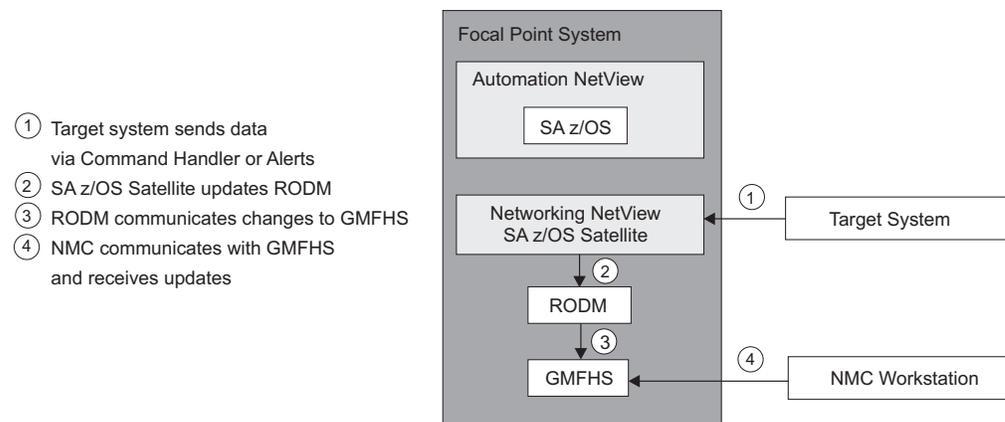 ① Target system sends data
via Command Handler or Alerts
② SA z/OS Satellite updates RODM
③ RODM communicates changes to GMFHS
④ NMC communicates with GMFHS
and receives updates
Focal Point System
Automation NetView
SA z/OS
Networking NetView
SA z/OS Satellite
①
Target System
②
RODM
③
GMFHS
④
NMC Workstation